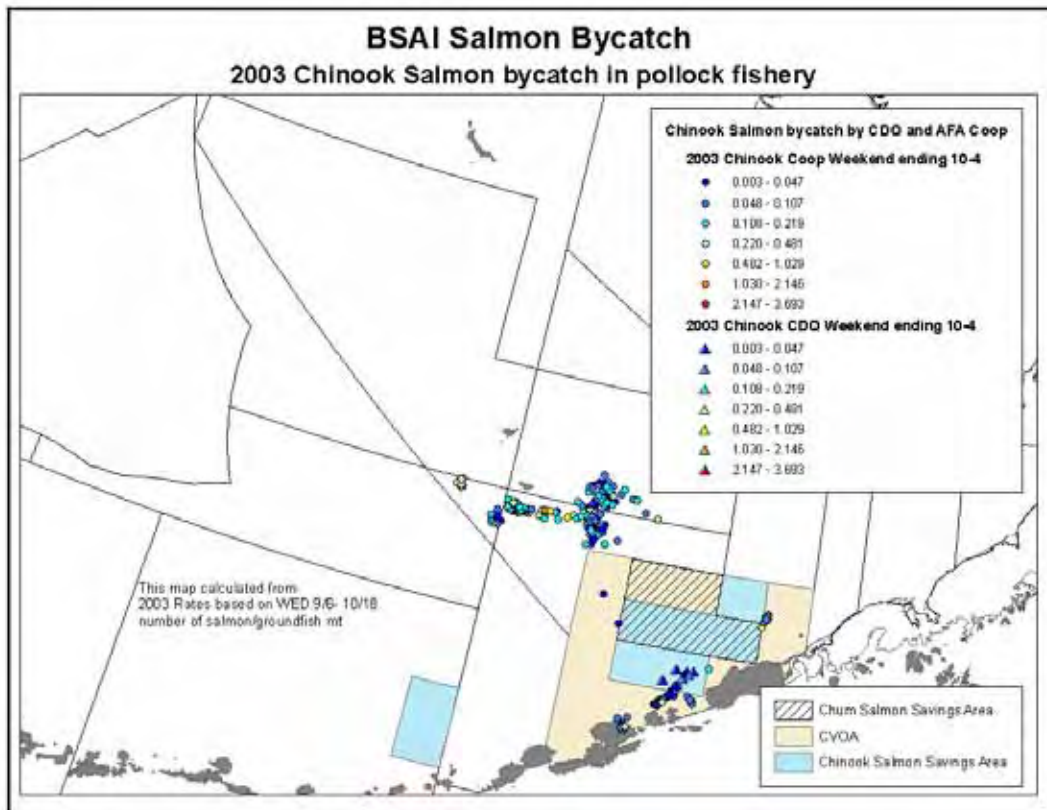 BSAI Salmon Bycatch
2003 Chinook Salmon bycatch in pollock fishery
Chinook Salmon bycatch by CDQ and AFA Coop
2003 Chinook Coop Weekend ending 10-4
0.003 - 0.047
0.048 - 0.107
0.108 - 0.219
0.220 - 0.481
0.482 - 1.029
1.030 - 2.146
2.147 - 3.693
2003 Chinook CDQ Weekend ending 10-4
0.003 - 0.047
0.048 - 0.107
0.108 - 0.219
0.220 - 0.481
0.482 - 1.029
1.030 - 2.146
2.147 - 3.693
This map calculated from
2003 Rates based on WED 9/6- 10/18
number of salmon/groundfish mt
Chum Salmon Savings Area
CVOA
Chinook Salmon Savings Area